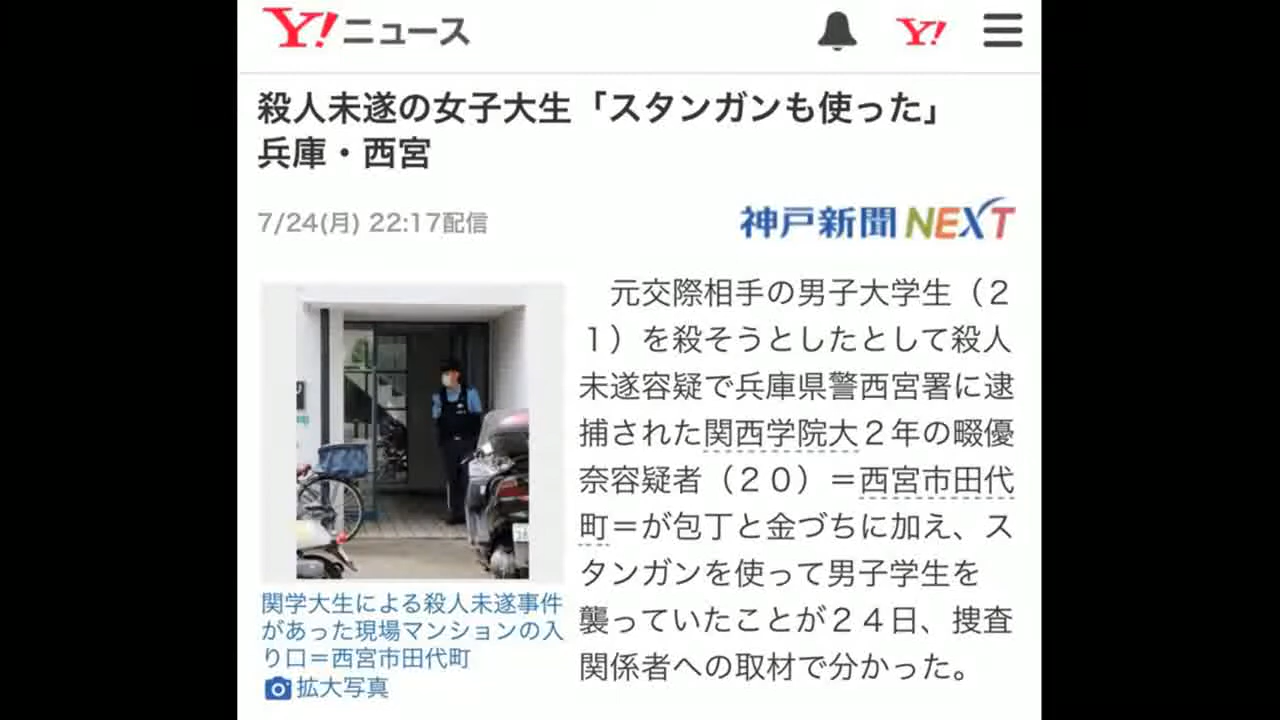 Y!ニュース
Y!
殺人未遂の女子大生「スタンガンも使った」
兵庫・西宮
7/24(月) 22:17配信
神戸新聞NEXT
元交際相手の男子大学生（２
１）を殺そうとしたとして殺人
未遂容疑で兵庫県警西宮署に逮
捕された関西学院大２年の畷優
奈容疑者（２０）＝西宮市田代
町＝が包丁と金づちに加え、ス
タンガンを使って男子学生を
襲っていたことが２４日、捜査
関係者への取材で分かった。
関学大生による殺人未遂事件
があった現場マンションの入
り口＝西宮市田代町
拡大写真